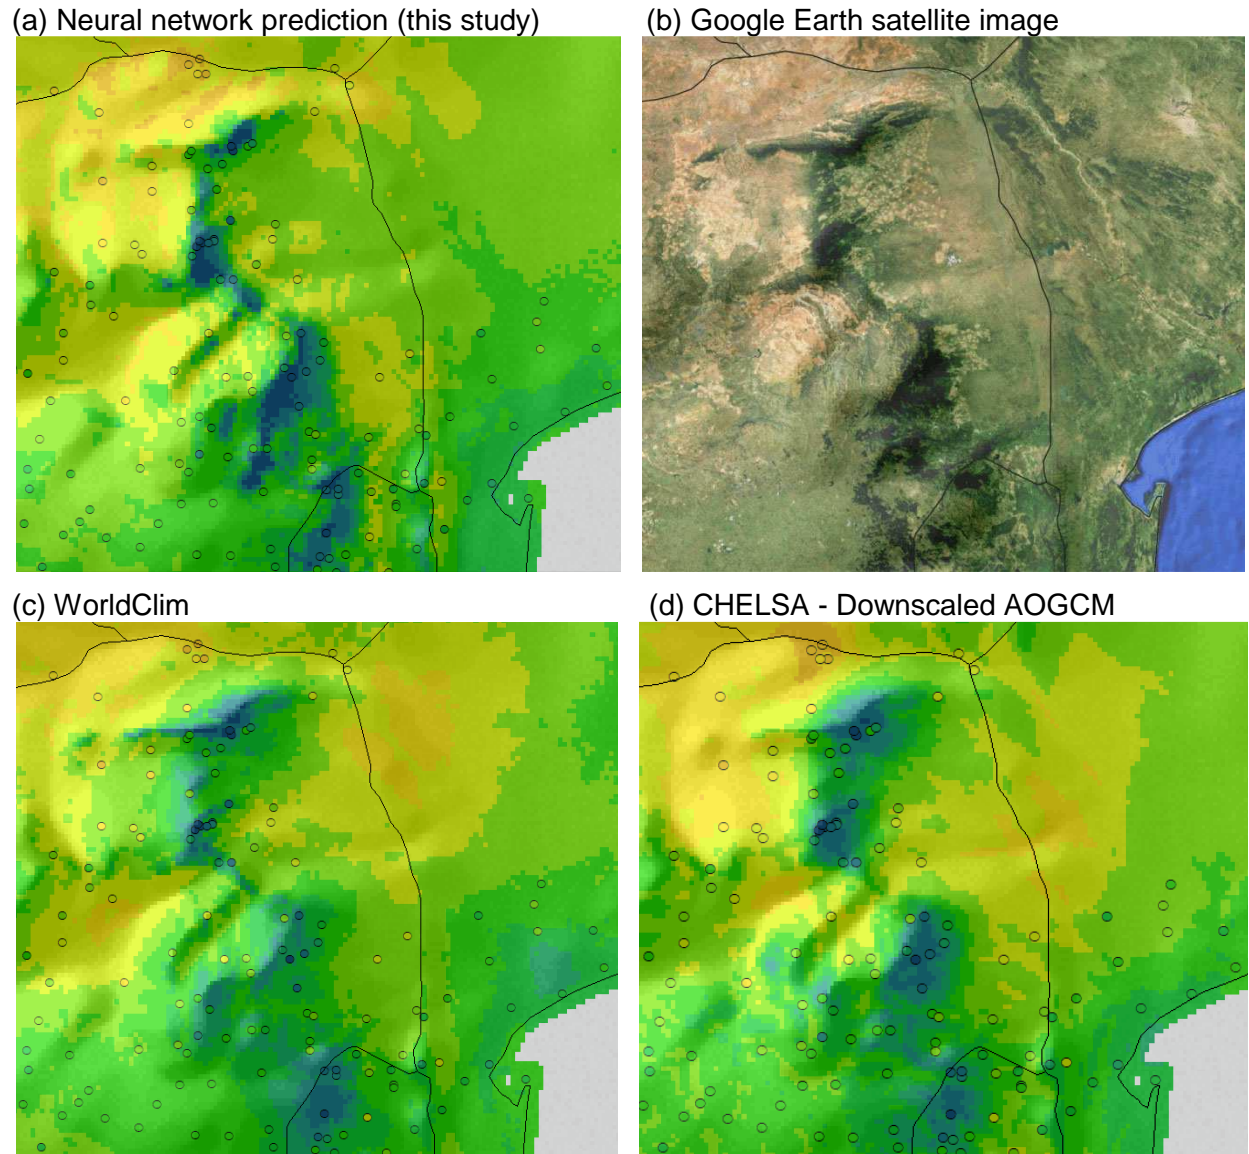 (a) Neural network prediction (this study)
(b) Google Earth satellite image
(c) WorldClim
(d) CHELSA - Downscaled AOGCM